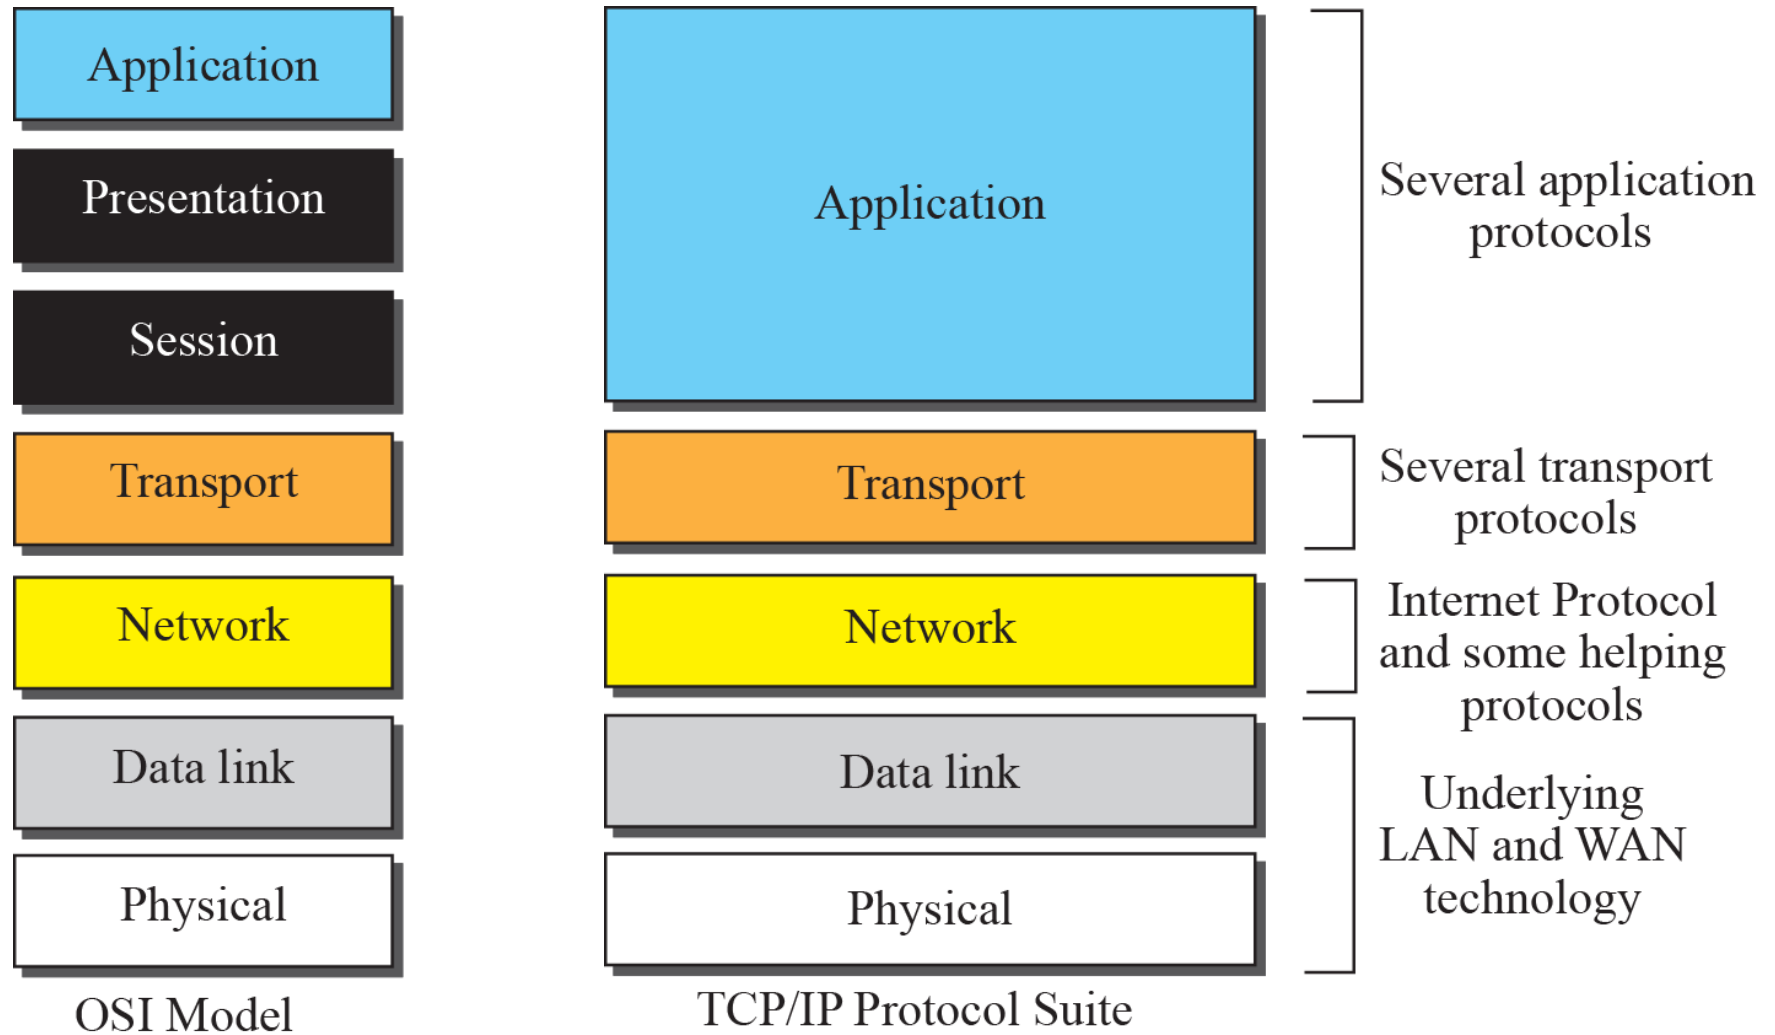 Application
Presentation
Session
Transport
Network
Data link
Physical
OSI Model
Application
Transport
Network
Data link
Physical
TCP/IP Protocol Suite
Several application
protocols
Several transport
protocols
Internet Protocol
and some helping
protocols
Underlying
LAN and WAN
technology